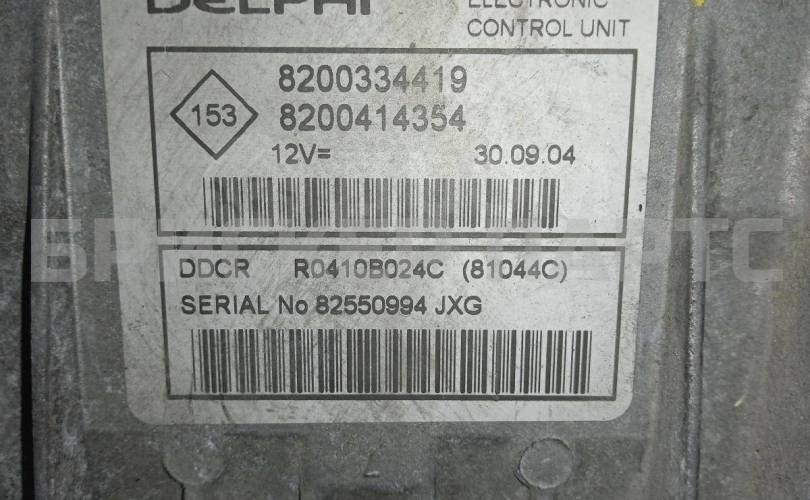 DELPHI
ELECTRONIC
CONTROL UNIT
8200334419
153
8200414354
12V=
30.09.04
DDCR R0410B024C (81044C)
SERIAL No 82550994 JXG